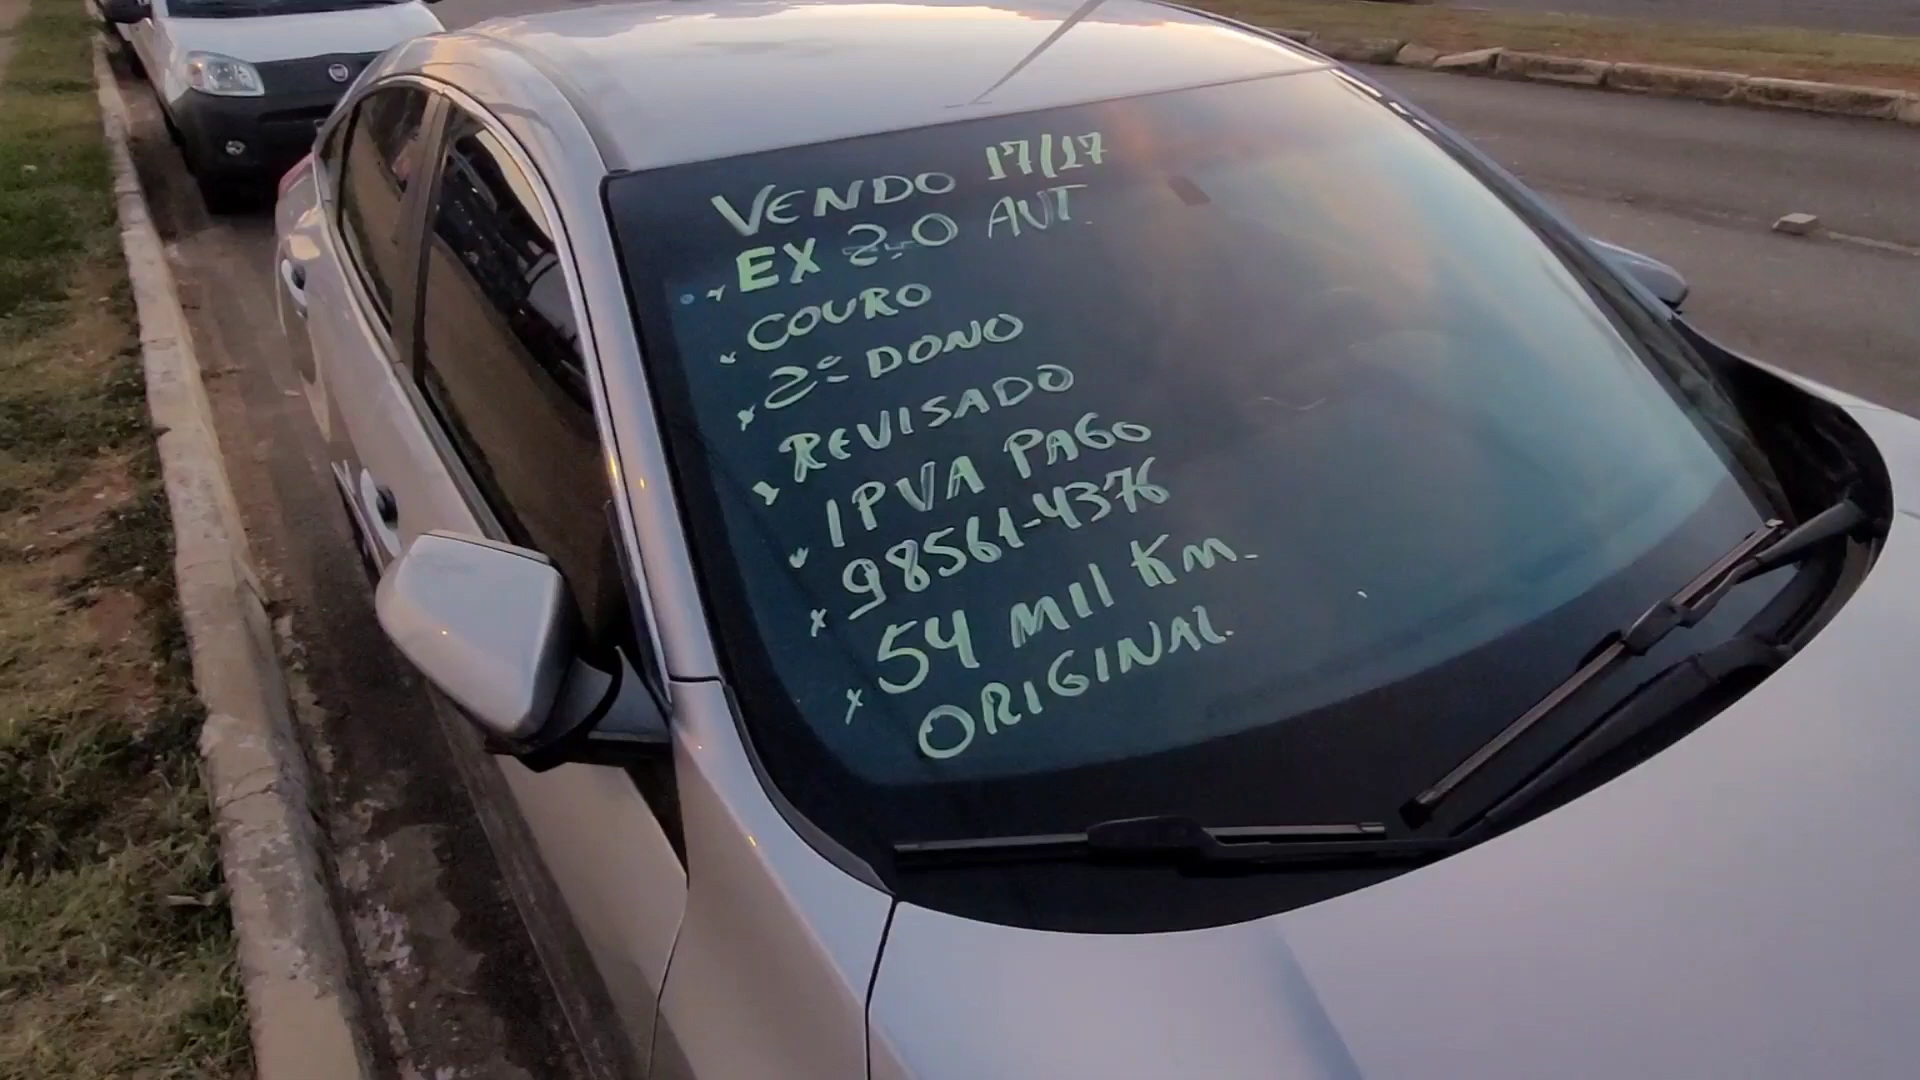 VENDO 17/17
EX 2.0 AUT.
COURO
2º DONO
REVISADO
IPVA PAGO
98561-4376
54 MIL Km.
ORIGINAL.